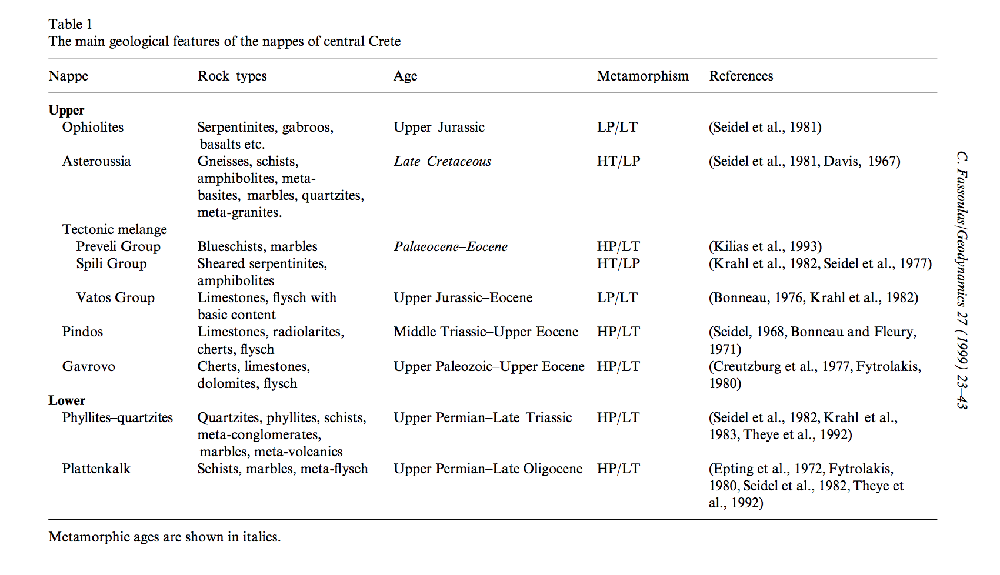 Table 1
The main geological features of the nappes of central Crete
Nappe Rock types Age Metamorphism References
Upper
Ophiolites Serpentinites, gabroos, Upper Jurassic LP/LT (Seidel et al., 1981)
basalts etc.
Asteroussia Gneisses, schists, Late Cretaceous HT/LP (Seidel et al., 1981, Davis, 1967)
amphibolites, meta-
basites, marbles, quartzites,
meta-granites.
Tectonic melange
Preveli Group Blueschists, marbles Palaeocene–Eocene HP/LT (Kilias et al., 1993)
Spili Group Sheared serpentinites, HT/LP (Krahl et al., 1982, Seidel et al., 1977)
amphibolites
Vatos Group Limestones, flysch with Upper Jurassic–Eocene LP/LT (Bonneau, 1976, Krahl et al., 1982)
basic content
Pindos Limestones, radiolarites, Middle Triassic–Upper Eocene HP/LT (Seidel, 1968, Bonneau and Fleury,
cherts, flysch 1971)
Gavrovo Cherts, limestones, Upper Paleozoic–Upper Eocene HP/LT (Creutzburg et al., 1977, Fytrolakis,
dolomites, flysch 1980)
Lower
Phyllites–quartzites Quartzites, phyllites, schists, Upper Permian–Late Triassic HP/LT (Seidel et al., 1982, Krahl et al.,
meta-conglomerates, 1983, Theye et al., 1992)
marbles, meta-volcanics
Plattenkalk Schists, marbles, meta-flysch Upper Permian–Late Oligocene HP/LT (Epting et al., 1972, Fytrolakis,
1980, Seidel et al., 1982, Theye et
al., 1992)
Metamorphic ages are shown in italics.
C. Fassoulas/Geodynamics 27 (1999) 23–43